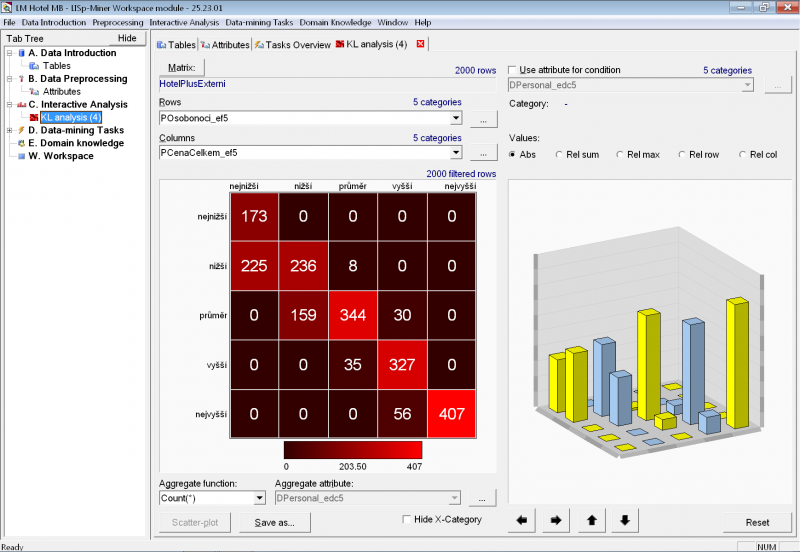 LM Hotel MB - LISp-Miner Workspace module - 25.23.01
File Data Introduction Preprocessing Interactive Analysis Data-mining Tasks Domain Knowledge Window Help
Tab Tree Hide
A. Data Introduction
Tables
B. Data Preprocessing
Attributes
C. Interactive Analysis
KL analysis (4)
D. Data-mining Tasks
E. Domain knowledge
W. Workspace
Tables Attributes Tasks Overview KL analysis (4)
Matrix: 2000 rows
HotelPlusExterni
Rows 5 categories
POsobonoci_ef5 ...
Columns 5 categories
PCenaCelkem_ef5 ...
Use attribute for condition 5 categories
DPersonal_edc5 ...
Category: -
Values:
Abs Rel sum Rel max Rel row Rel col
2000 filtered rows
nejnižší nižší průměr vyšší nejvyšší
nejnižší 173 0 0 0 0
nižší 225 236 8 0 0
průměr 0 159 344 30 0
vyšší 0 0 35 327 0
nejvyšší 0 0 0 56 407
0 203.50 407
Aggregate function: Aggregate attribute:
Count(*) DPersonal_edc5 ...
Scatter-plot Save as... Hide X-Category Reset
Ready NUM